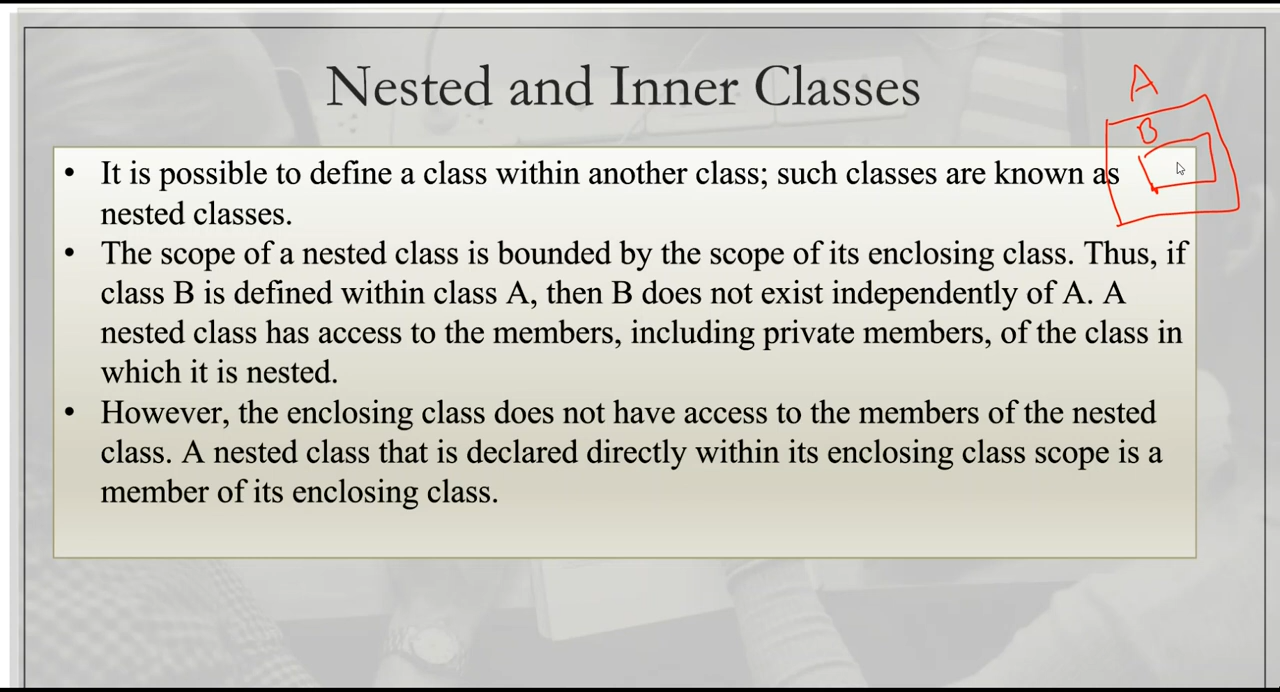 Nested and Inner Classes
A
B
• It is possible to define a class within another class; such classes are known as
nested classes.
• The scope of a nested class is bounded by the scope of its enclosing class. Thus, if
class B is defined within class A, then B does not exist independently of A. A
nested class has access to the members, including private members, of the class in
which it is nested.
• However, the enclosing class does not have access to the members of the nested
class. A nested class that is declared directly within its enclosing class scope is a
member of its enclosing class.